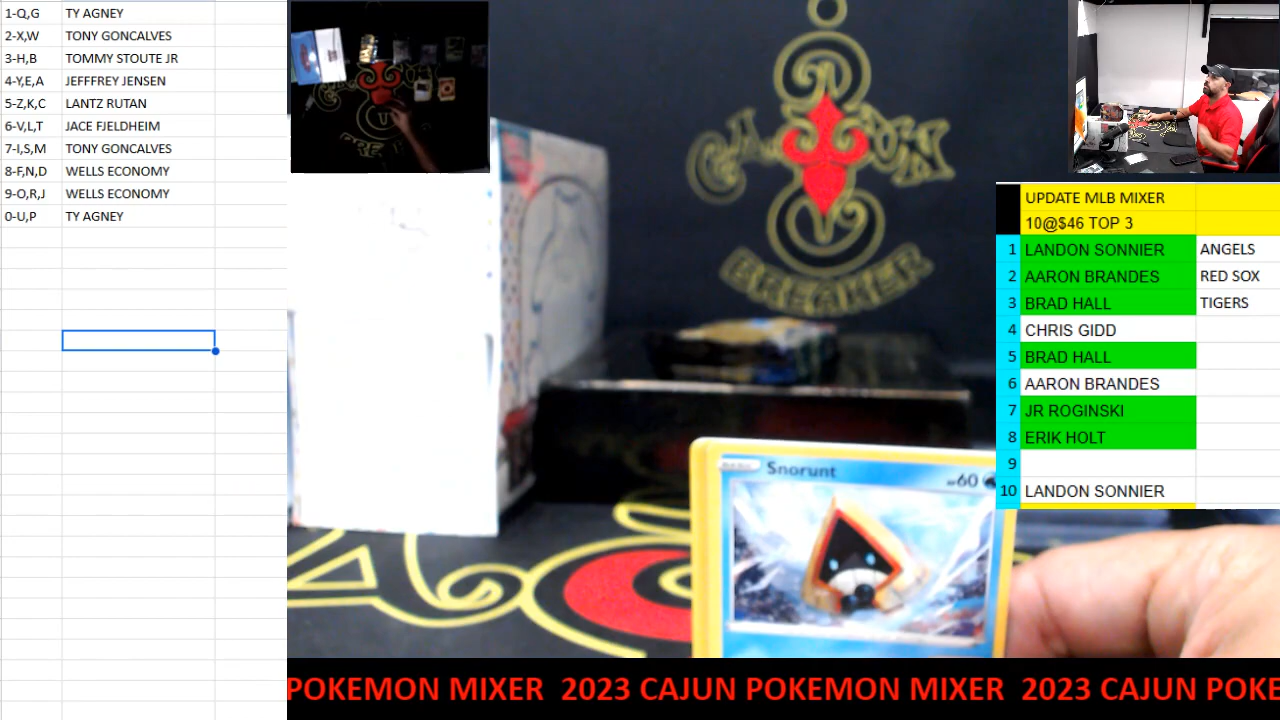 1-Q,G TY AGNEY
2-X,W TONY GONCALVES
3-H,B TOMMY STOUTE JR
4-Y,E,A JEFFFREY JENSEN
5-Z,K,C LANTZ RUTAN
6-V,L,T JACE FJELDHEIM
7-I,S,M TONY GONCALVES
8-F,N,D WELLS ECONOMY
9-O,R,J WELLS ECONOMY
0-U,P TY AGNEY
CAJUN
BREAKER
UPDATE MLB MIXER
10@$46 TOP 3
1 LANDON SONNIER ANGELS
2 AARON BRANDES RED SOX
3 BRAD HALL TIGERS
4 CHRIS GIDD
5 BRAD HALL
6 AARON BRANDES
7 JR ROGINSKI
8 ERIK HOLT
9
10 LANDON SONNIER
Snorunt 60
POKEMON MIXER 2023 CAJUN POKEMON MIXER 2023 CAJUN POKE